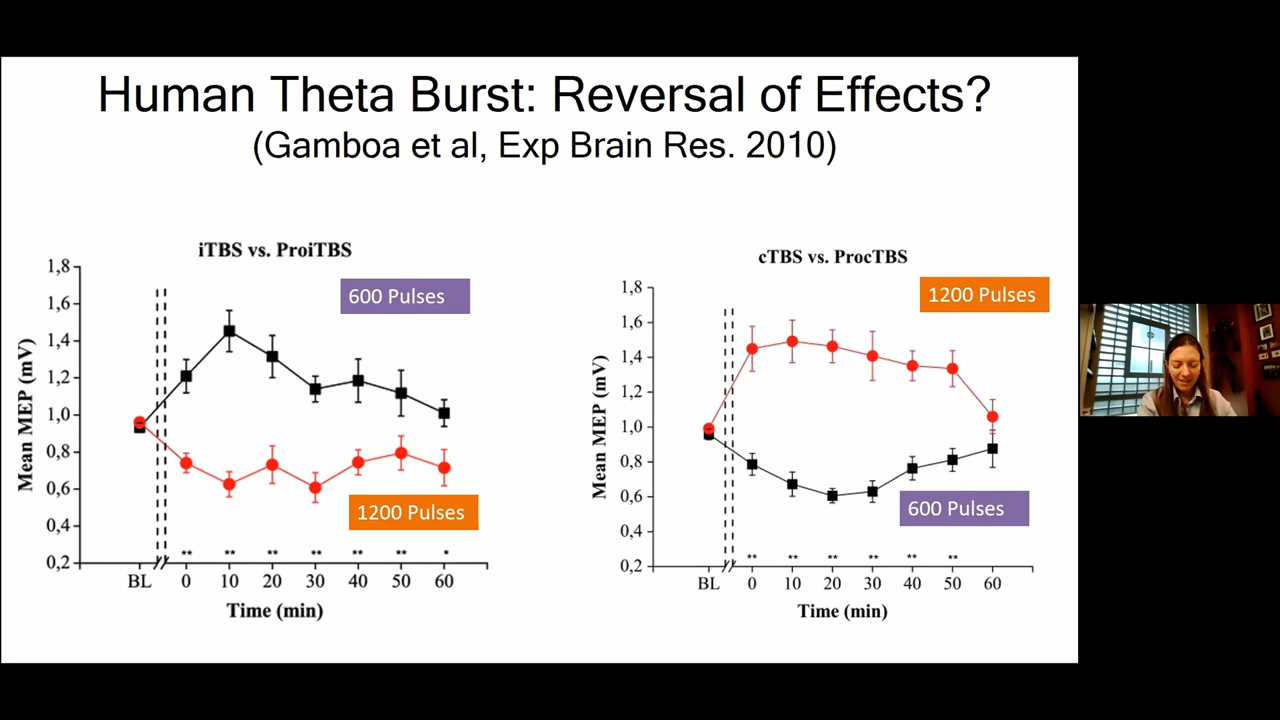 Human Theta Burst: Reversal of Effects?
(Gamboa et al, Exp Brain Res. 2010)
iTBS vs. ProiTBS
600 Pulses
1200 Pulses
Mean MEP (mV)
1,8
1,6
1,4
1,2
1,0
0,8
0,6
0,4
0,2
** ** ** ** ** ** *
BL 0 10 20 30 40 50 60
Time (min)
cTBS vs. ProcTBS
1200 Pulses
600 Pulses
Mean MEP (mV)
1,8
1,6
1,4
1,2
1,0
0,8
0,6
0,4
0,2
** ** ** ** ** **
BL 0 10 20 30 40 50 60
Time (min)